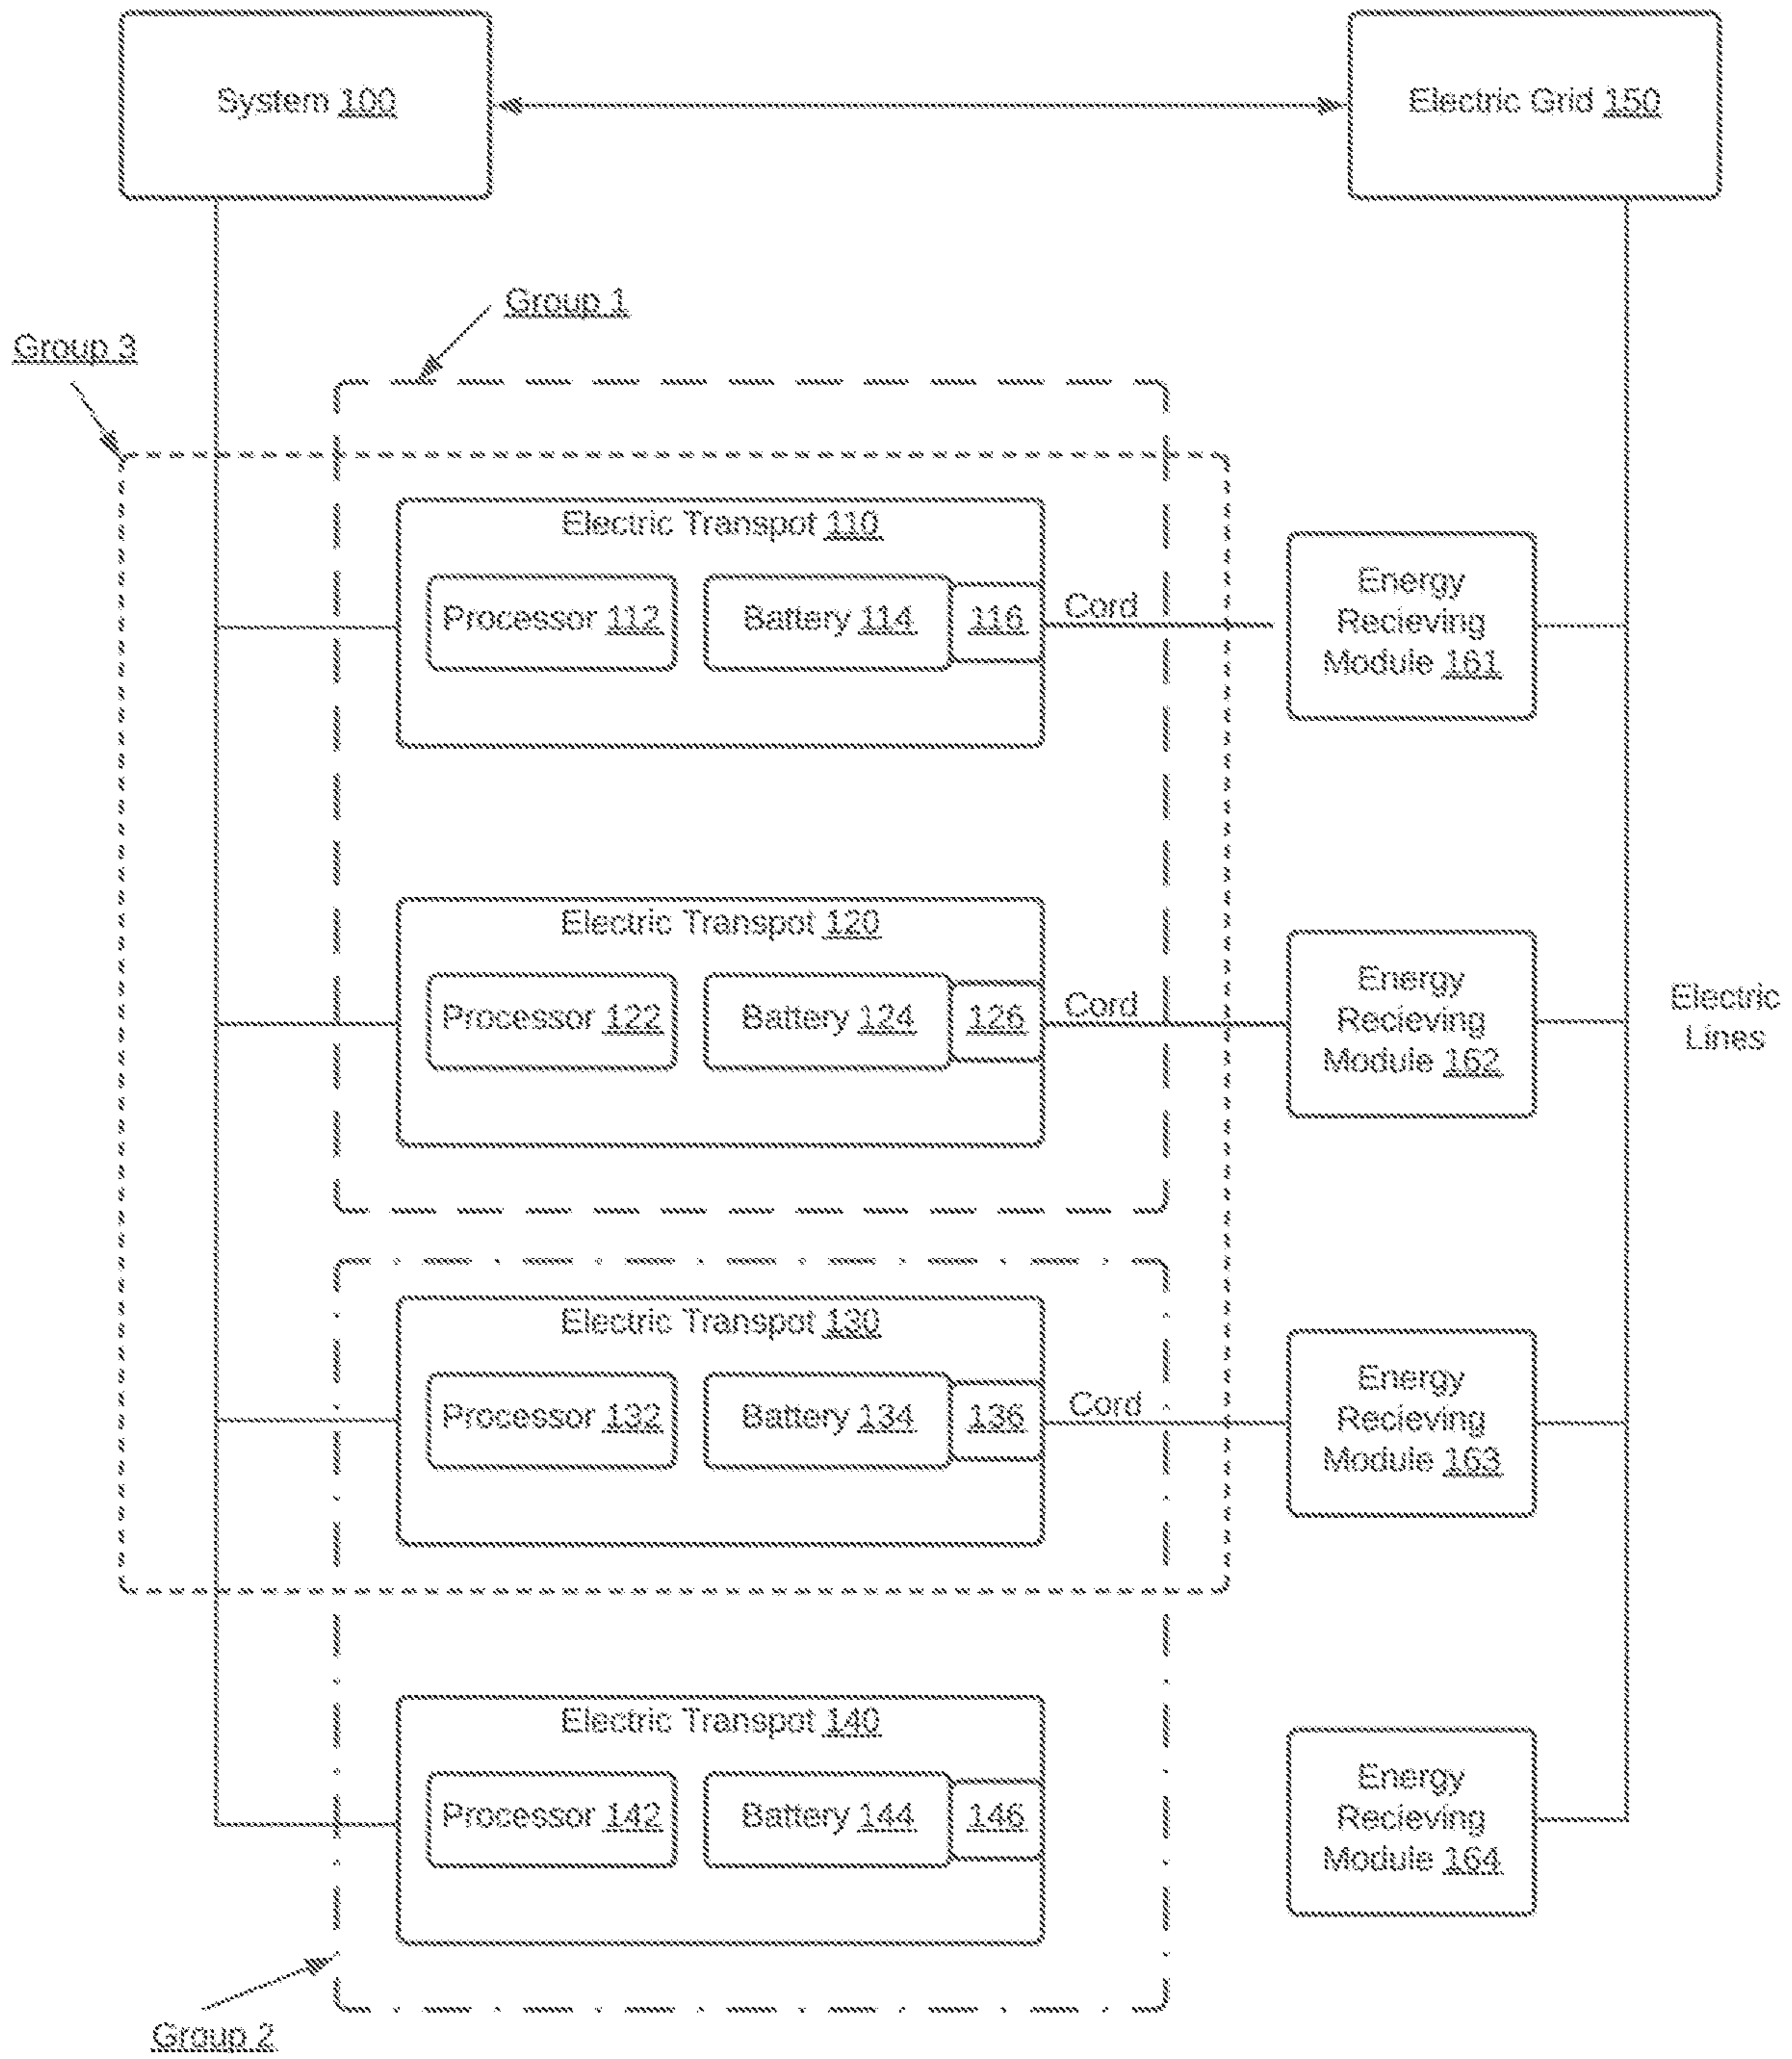 System 100
Electric Grid 150
Group 1
Group 3
Electric Transpot 110
Processor 112
Battery 114
116
Cord
Energy
Recieving
Module 161
Electric Transpot 120
Processor 122
Battery 124
126
Cord
Energy
Recieving
Module 162
Electric
Lines
Electric Transpot 130
Processor 132
Battery 134
136
Cord
Energy
Recieving
Module 163
Electric Transpot 140
Processor 142
Battery 144
146
Energy
Recieving
Module 164
Group 2